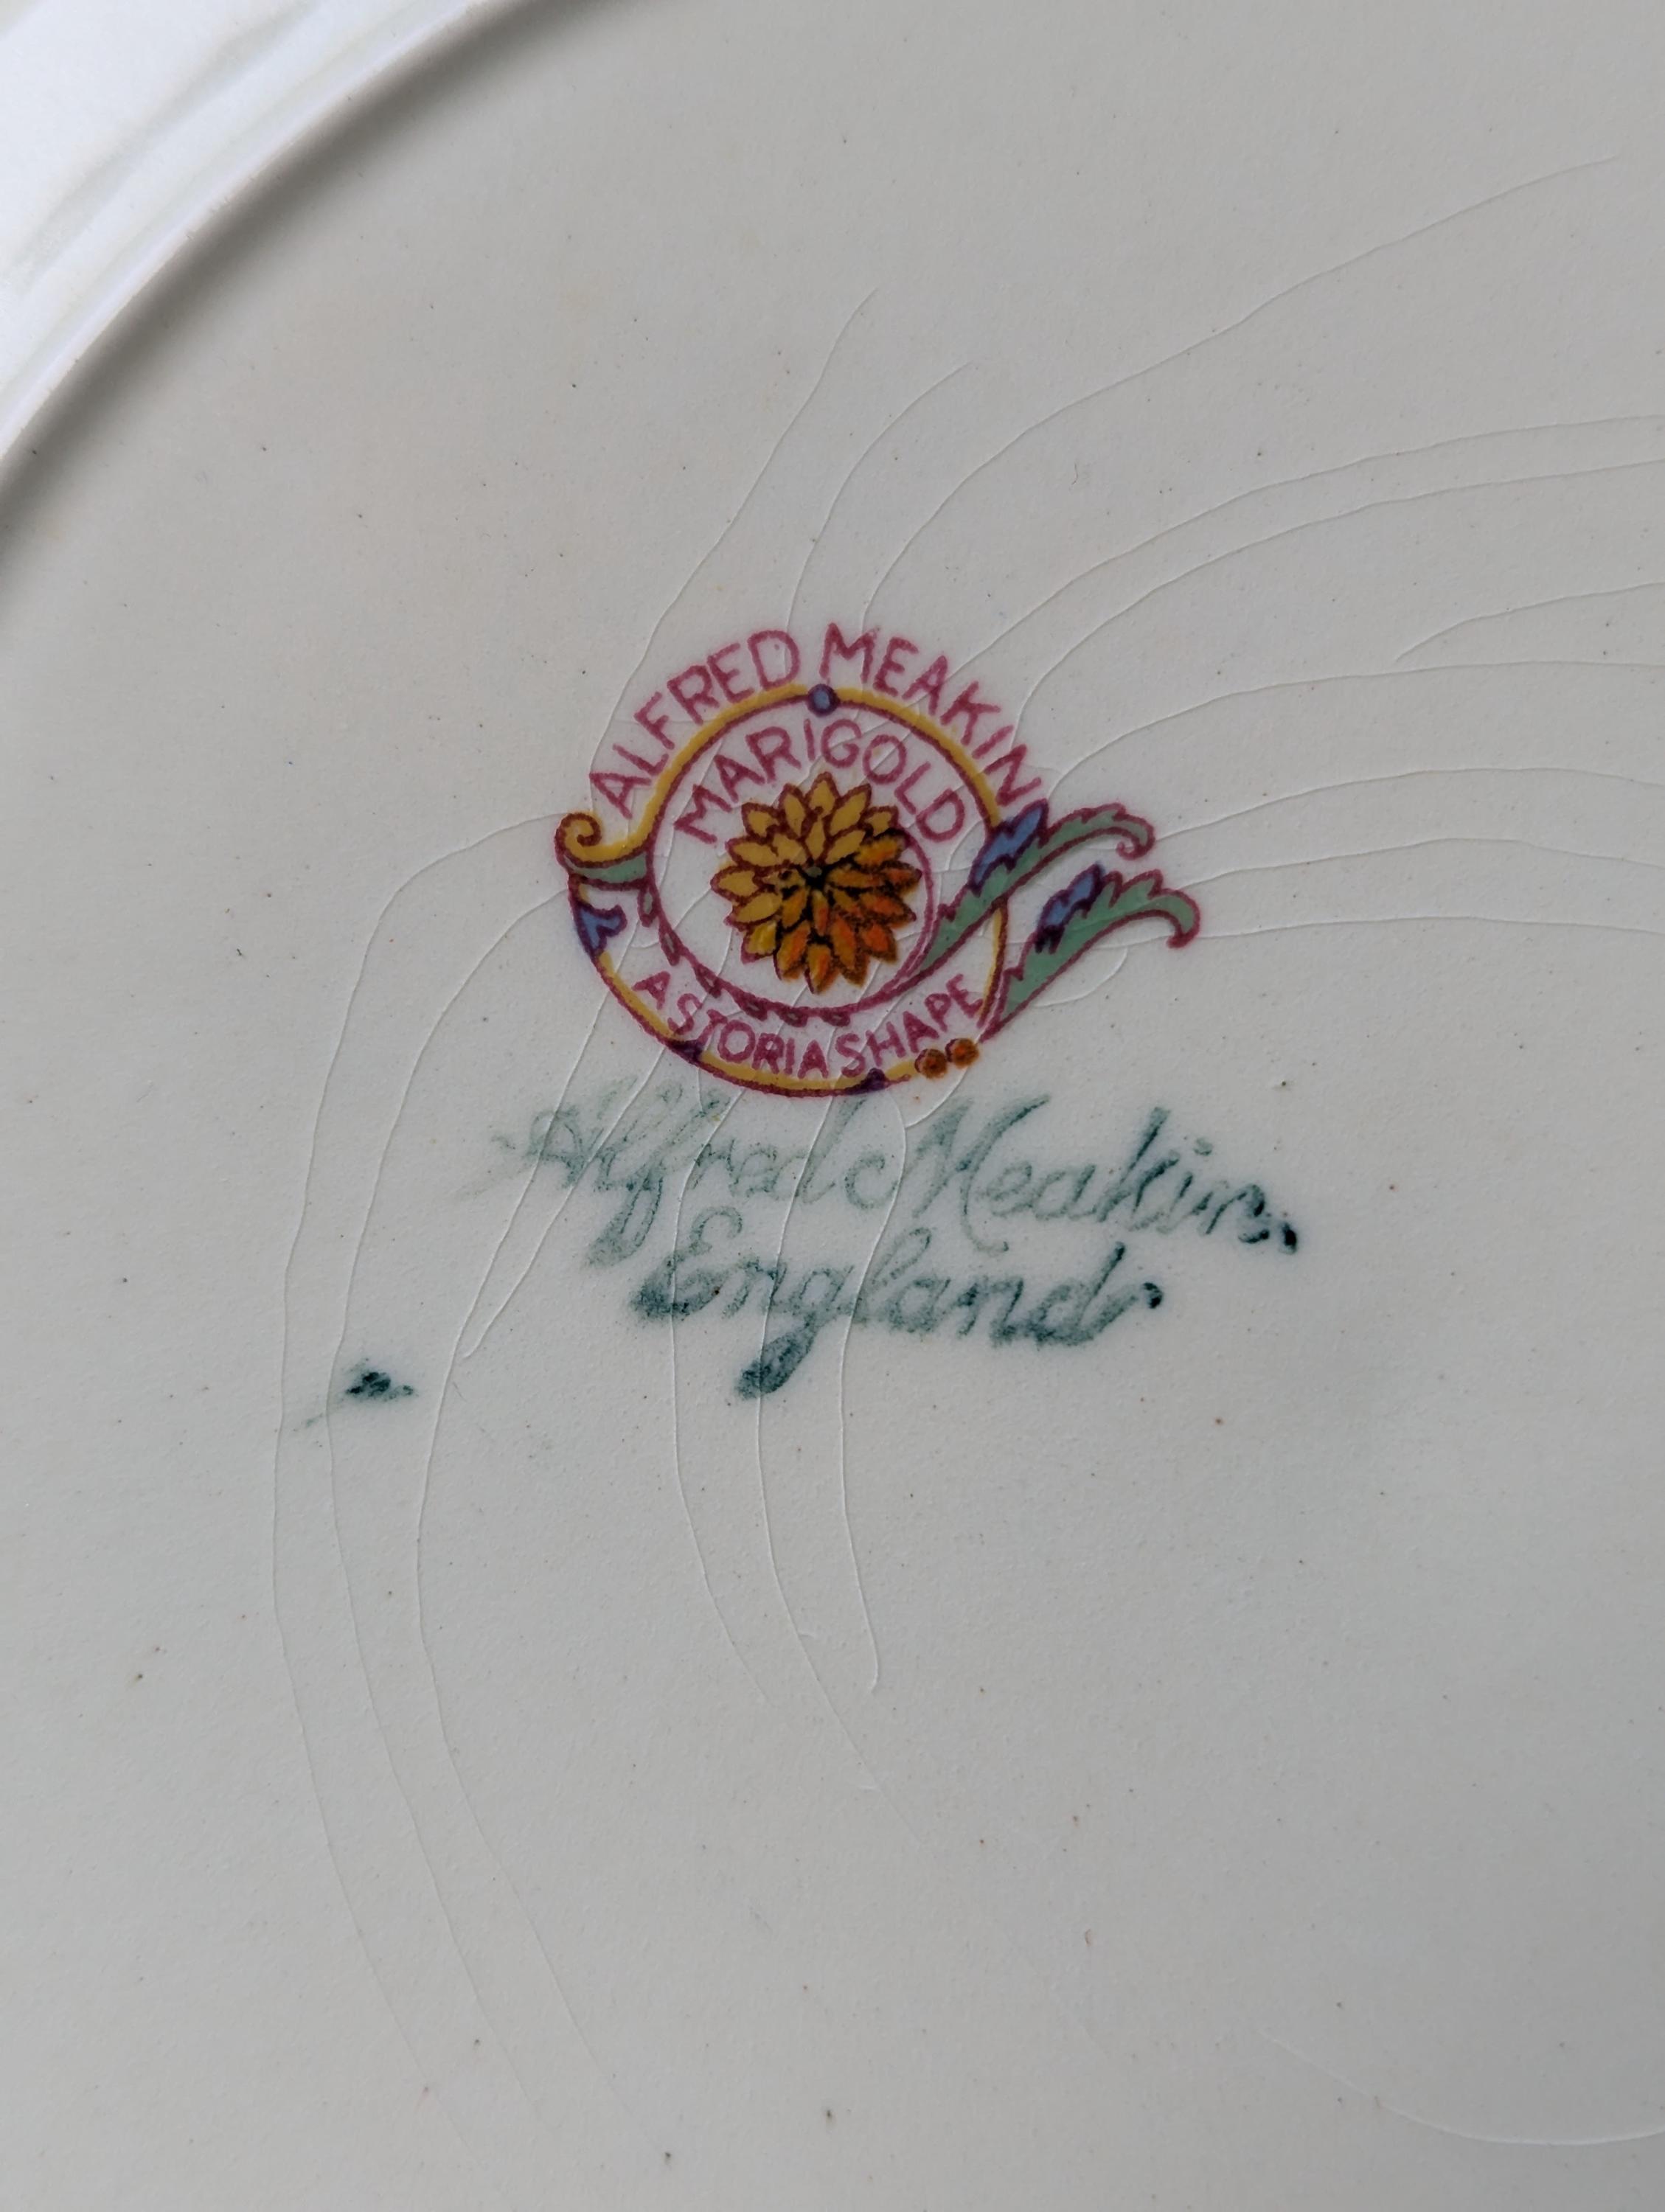 ALFRED MEAKIN
MARIGOLD
ASTORIA SHAPE
Alfred Meakin.
England